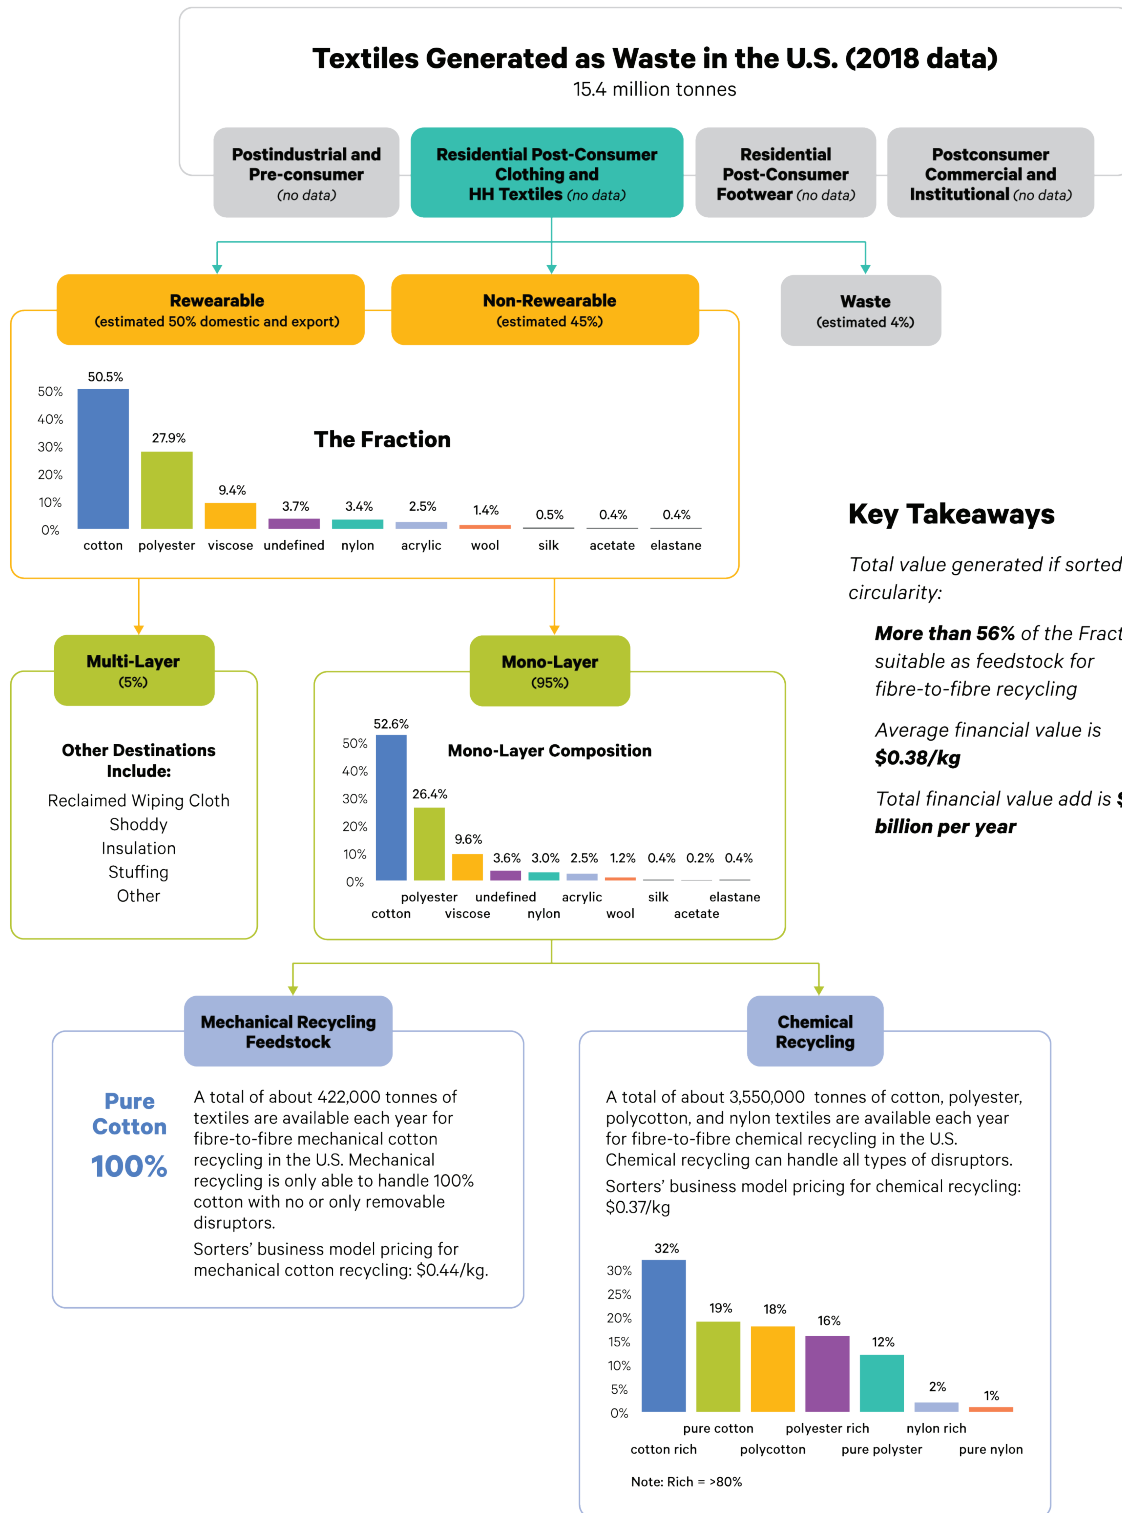 Textiles Generated as Waste in the U.S. (2018 data)
15.4 million tonnes
Postindustrial and
Pre-consumer
(no data)
Residential Post-Consumer
Clothing and
HH Textiles (no data)
Residential
Post-Consumer
Footwear (no data)
Postconsumer
Commercial and
Institutional (no data)
Rewearable
(estimated 50% domestic and export)
Non-Rewearable
(estimated 45%)
Waste
(estimated 4%)
The Fraction
50%
40%
30%
20%
10%
0%
50.5%
27.9%
9.4%
3.7%
3.4%
2.5%
1.4%
0.5%
0.4%
0.4%
cotton
polyester
viscose
undefined
nylon
acrylic
wool
silk
acetate
elastane
Key Takeaways
Total value generated if sorted
circularity:
More than 56% of the
suitable as feedstock for
fibre-to-fibre recycling
Average financial value is
$0.38/kg
Total financial value add is
billion per year
Multi-Layer
(5%)
Other Destinations
Include:
Reclaimed Wiping Cloth
Shoddy
Insulation
Stuffing
Other
Mono-Layer
(95%)
Mono-Layer Composition
50%
40%
30%
20%
10%
0%
52.6%
26.4%
9.6%
3.6%
3.0%
2.5%
1.2%
0.4%
0.2%
0.4%
cotton
polyester
viscose
undefined
nylon
acrylic
wool
silk
acetate
elastane
Mechanical Recycling
Feedstock
Pure
Cotton
100%
A total of about 422,000 tonnes of
textiles are available each year for
fibre-to-fibre mechanical cotton
recycling in the U.S. Mechanical
recycling is only able to handle 100%
cotton with no or only removable
disruptors.
Sorters' business model pricing for
mechanical cotton recycling: $0.44/kg.
Chemical
Recycling
A total of about 3,550,000 tonnes of cotton, polyester,
polycotton, and nylon textiles are available each year
for fibre-to-fibre chemical recycling in the U.S.
Chemical recycling can handle all types of disruptors.
Sorters' business model pricing for chemical recycling:
$0.37/kg
30%
25%
20%
15%
10%
5%
0%
32%
19%
18%
16%
12%
2%
1%
cotton rich
pure cotton
polycotton
polyester rich
pure polyster
nylon rich
pure nylon
Note: Rich = >80%